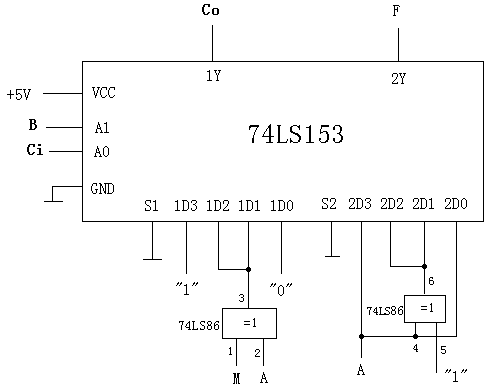 Co F
1Y 2Y
+5V VCC
B A1 74LS153
Ci A0
GND
S1 1D3 1D2 1D1 1D0 S2 2D3 2D2 2D1 2D0
"1" 3 "0" 6
74LS86 =1 74LS86 =1
1 2 4 5
M A A "1"